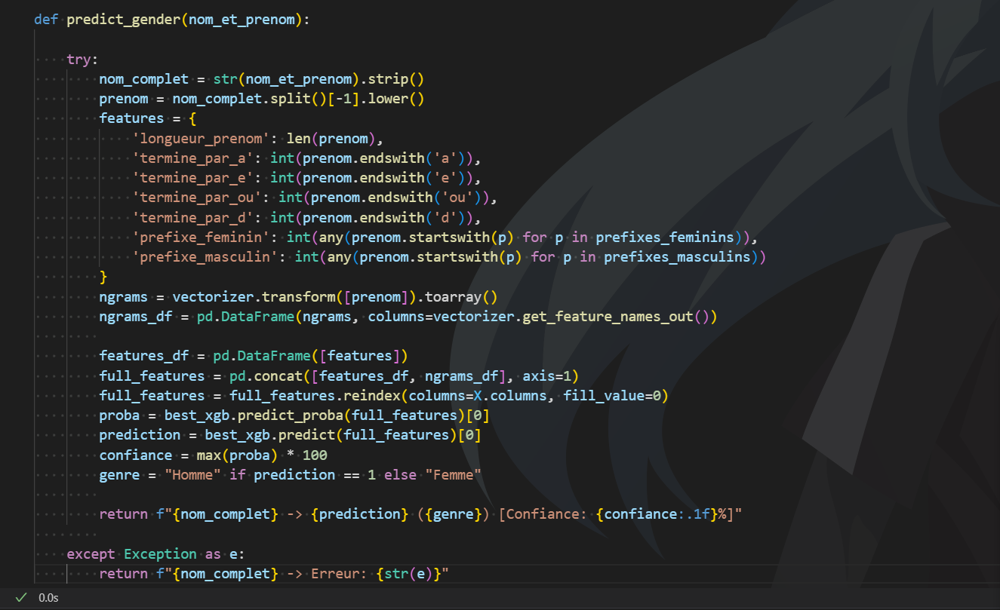 def predict_gender(nom_et_prenom):
    try:
        nom_complet = str(nom_et_prenom).strip()
        prenom = nom_complet.split()[-1].lower()
        features = {
            'longueur_prenom': len(prenom),
            'termine_par_a': int(prenom.endswith('a')),
            'termine_par_e': int(prenom.endswith('e')),
            'termine_par_ou': int(prenom.endswith('ou')),
            'termine_par_d': int(prenom.endswith('d')),
            'prefixe_feminin': int(any(prenom.startswith(p) for p in prefixes_feminins)),
            'prefixe_masculin': int(any(prenom.startswith(p) for p in prefixes_masculins))
        }
        ngrams = vectorizer.transform([prenom]).toarray()
        ngrams_df = pd.DataFrame(ngrams, columns=vectorizer.get_feature_names_out())
        features_df = pd.DataFrame([features])
        full_features = pd.concat([features_df, ngrams_df], axis=1)
        full_features = full_features.reindex(columns=X.columns, fill_value=0)
        proba = best_xgb.predict_proba(full_features)[0]
        prediction = best_xgb.predict(full_features)[0]
        confiance = max(proba) * 100
        genre = "Homme" if prediction == 1 else "Femme"
        return f"{nom_complet} -> {prediction} ({genre}) [Confiance: {confiance:.1f}%]"
    except Exception as e:
        return f"{nom_complet} -> Erreur: {str(e)}"
0.0s